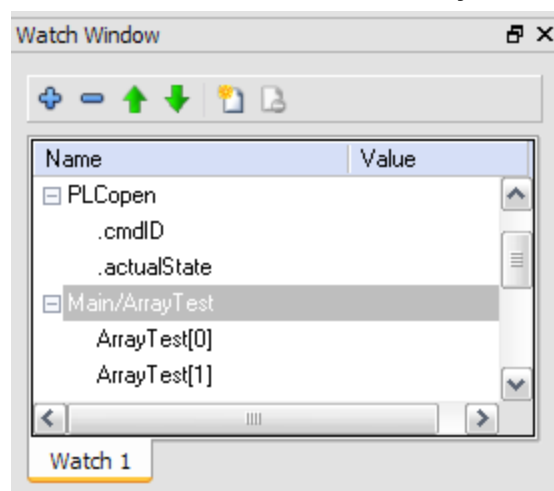 Watch Window
Name Value
PLCopen
.cmdID
.actualState
Main/ArrayTest
ArrayTest[0]
ArrayTest[1]
Watch 1